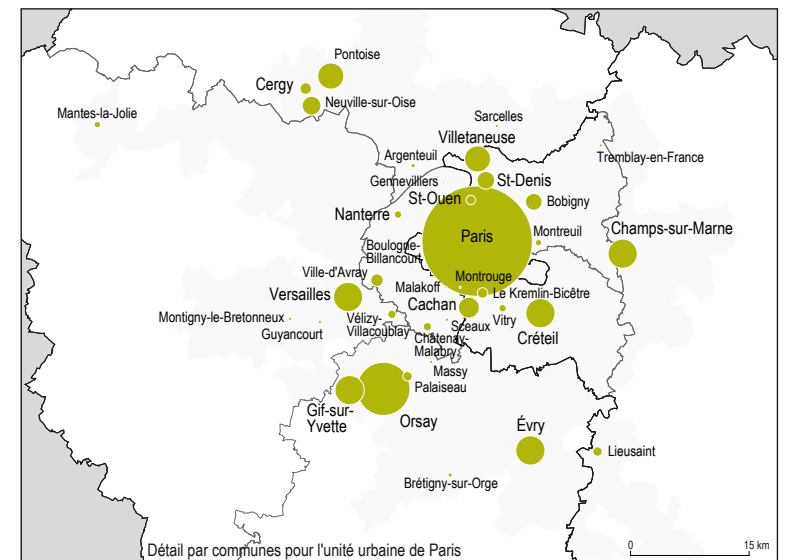 Pontoise
Cergy
Neuville-sur-Oise
Mantes-la-Jolie
Sarcelles
Villetaneuse
Argenteuil
Tremblay-en-France
Gennevilliers
St-Denis
St-Ouen
Bobigny
Nanterre
Paris
Montreuil
Champs-sur-Marne
Boulogne-
Billancourt
Ville-d'Avray
Montrouge
Malakoff
Versailles
Le Kremlin-Bicêtre
Cachan
Montigny-le-Bretonneux
Vélizy-
Villacoublay
Sceaux
Vitry
Guyancourt
Créteil
Châtenay-
Malabry
Massy
Palaiseau
Gif-sur-
Yvette
Orsay
Évry
Lieusaint
Brétigny-sur-Orge
Détail par communes pour l'unité urbaine de Paris
0 15 km